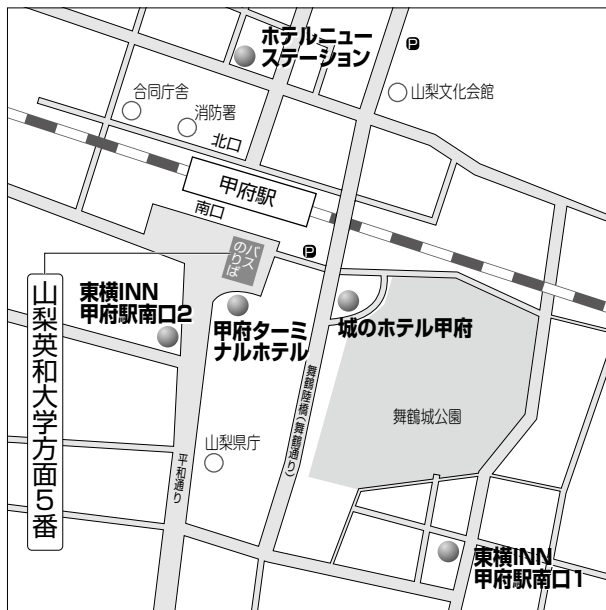 ホテルニュー
ステーション
P
山梨文化会館
合同庁舎
消防署
北口
甲府駅
南口
バス
のりば
P
山梨英和大学方面5番
東横INN
甲府駅南口2
甲府ターミ
ナルホテル
城のホテル甲府
舞鶴陸橋(舞鶴通り)
舞鶴城公園
山梨県庁
平和通り
東横INN
甲府駅南口1